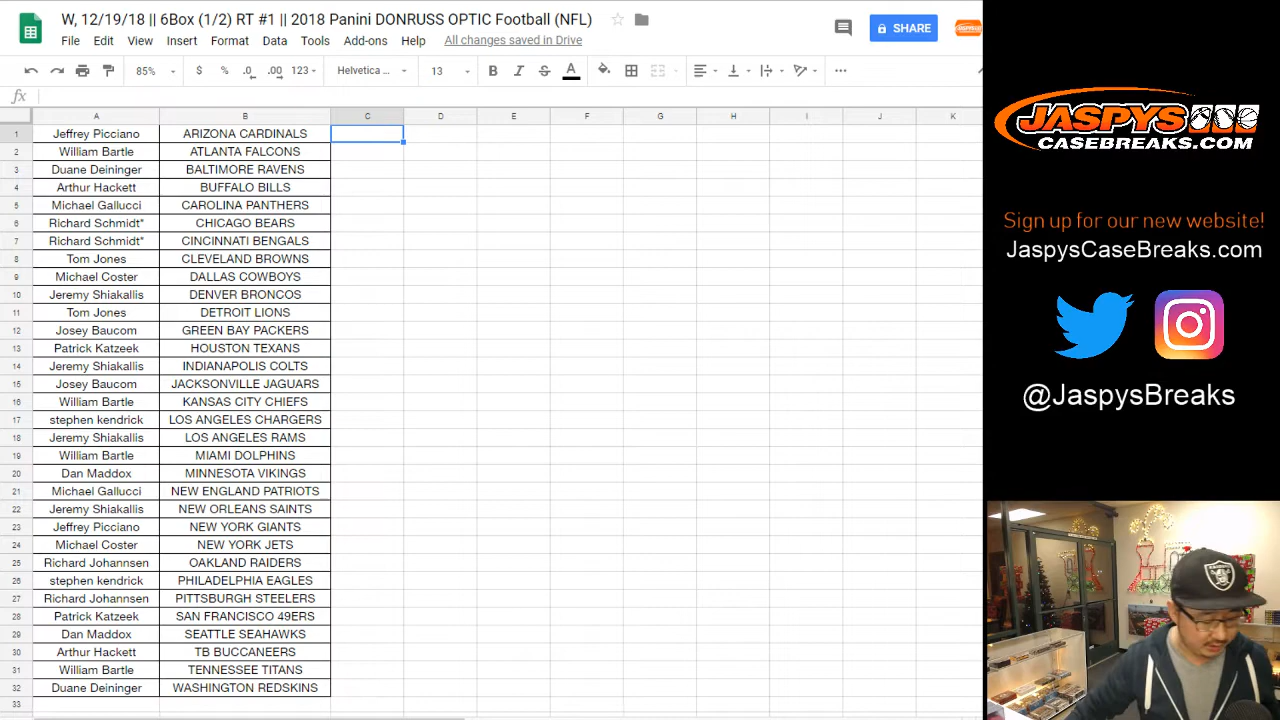 W, 12/19/18 || 6Box (1/2) RT #1 || 2018 Panini DONRUSS OPTIC Football (NFL)
File Edit View Insert Format Data Tools Add-ons Help All changes saved in Drive
SHARE
85% $ % .0 .00 123 Helvetica ... 13 B I S A
fx
A B C D E F G H I J K
1 Jeffrey Picciano ARIZONA CARDINALS
2 William Bartle ATLANTA FALCONS
3 Duane Deininger BALTIMORE RAVENS
4 Arthur Hackett BUFFALO BILLS
5 Michael Gallucci CAROLINA PANTHERS
6 Richard Schmidt* CHICAGO BEARS
7 Richard Schmidt* CINCINNATI BENGALS
8 Tom Jones CLEVELAND BROWNS
9 Michael Coster DALLAS COWBOYS
10 Jeremy Shiakallis DENVER BRONCOS
11 Tom Jones DETROIT LIONS
12 Josey Baucom GREEN BAY PACKERS
13 Patrick Katzeek HOUSTON TEXANS
14 Jeremy Shiakallis INDIANAPOLIS COLTS
15 Josey Baucom JACKSONVILLE JAGUARS
16 William Bartle KANSAS CITY CHIEFS
17 stephen kendrick LOS ANGELES CHARGERS
18 Jeremy Shiakallis LOS ANGELES RAMS
19 William Bartle MIAMI DOLPHINS
20 Dan Maddox MINNESOTA VIKINGS
21 Michael Gallucci NEW ENGLAND PATRIOTS
22 Jeremy Shiakallis NEW ORLEANS SAINTS
23 Jeffrey Picciano NEW YORK GIANTS
24 Michael Coster NEW YORK JETS
25 Richard Johannsen OAKLAND RAIDERS
26 stephen kendrick PHILADELPHIA EAGLES
27 Richard Johannsen PITTSBURGH STEELERS
28 Patrick Katzeek SAN FRANCISCO 49ERS
29 Dan Maddox SEATTLE SEAHAWKS
30 Arthur Hackett TB BUCCANEERS
31 William Bartle TENNESSEE TITANS
32 Duane Deininger WASHINGTON REDSKINS
33
JASPYS
CASEBREAKS.COM
Sign up for our new website!
JaspysCaseBreaks.com
@JaspysBreaks